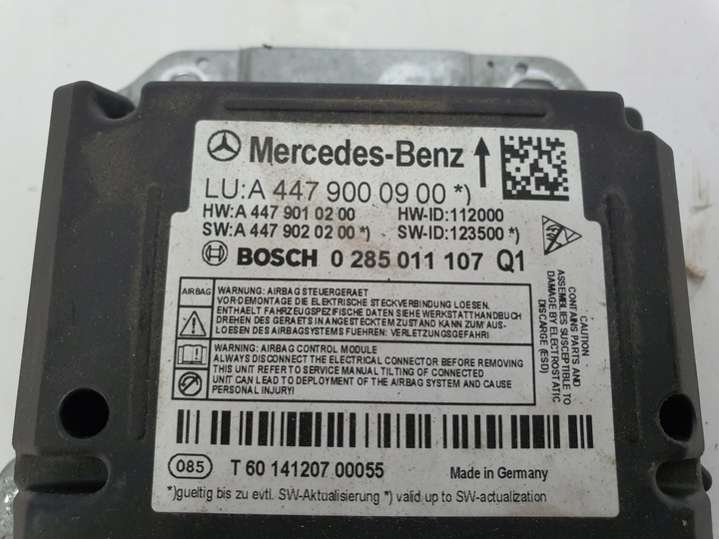 Mercedes-Benz
LU:A 447 900 09 00 *)
HW:A 447 901 02 00 HW-ID:112000
SW:A 447 902 02 00 *) SW-ID:123500 *)
BOSCH 0 285 011 107 Q1
AIRBAG
WARNUNG: AIRBAG STEUERGERAET
VOR-DEMONTAGE DIE ELEKTRISCHE STECKVERBINDUNG LOESEN.
ENTHAELT FAHRZEUGSPEZIFISCHE DATEN SIEHE WERKSTATTHANDBUCH
DREHEN DES GERAETS IN ANGESTECKTEM ZUSTAND KANN ZUM AUS-
LOESEN DES AIRBAGSYSTEMS FUEHREN: VERLETZUNGSGEFAHR!
WARNING: AIRBAG CONTROL MODULE
ALWAYS DISCONNECT THE ELECTRICAL CONNECTOR BEFORE REMOVING
THIS UNIT REFER TO SERVICE MANUAL TILTING OF CONNECTED
UNIT CAN LEAD TO DEPLOYMENT OF THE AIRBAG SYSTEM AND CAUSE
PERSONAL INJURY!
CAUTION
CONTAINS PARTS AND
ASSEMBLIES SUSCEPTIBLE TO
DAMAGE BY ELECTROSTATIC
DISCHARGE (ESD)
085 T 60 141207 00055 Made in Germany
*)gueltig bis zu evtl. SW-Aktualisierung *) valid up to SW-actualization